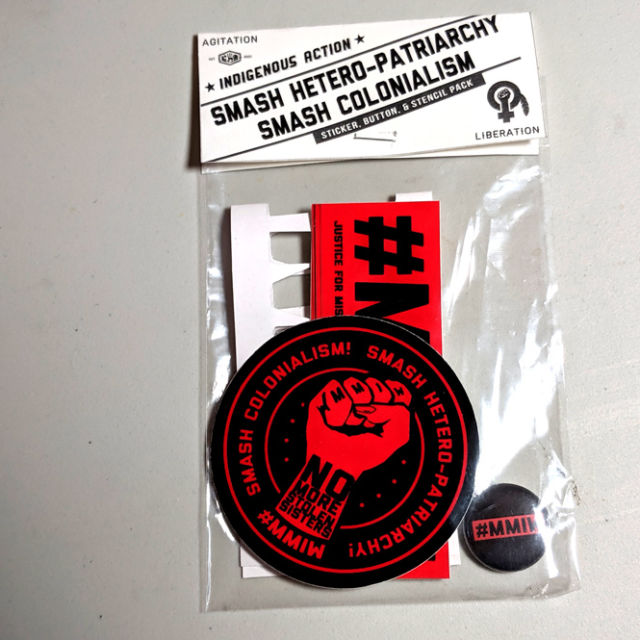 AGITATION
★ INDIGENOUS ACTION ★
SMASH HETERO-PATRIARCHY
SMASH COLONIALISM
STICKER, BUTTON, & STENCIL PACK
LIBERATION
#M
JUSTICE FOR MIS
SMASH COLONIALISM! SMASH HETERO-PATRIARCHY!
#MMIW
NO
MORE
STOLEN
SISTERS
#MMIW